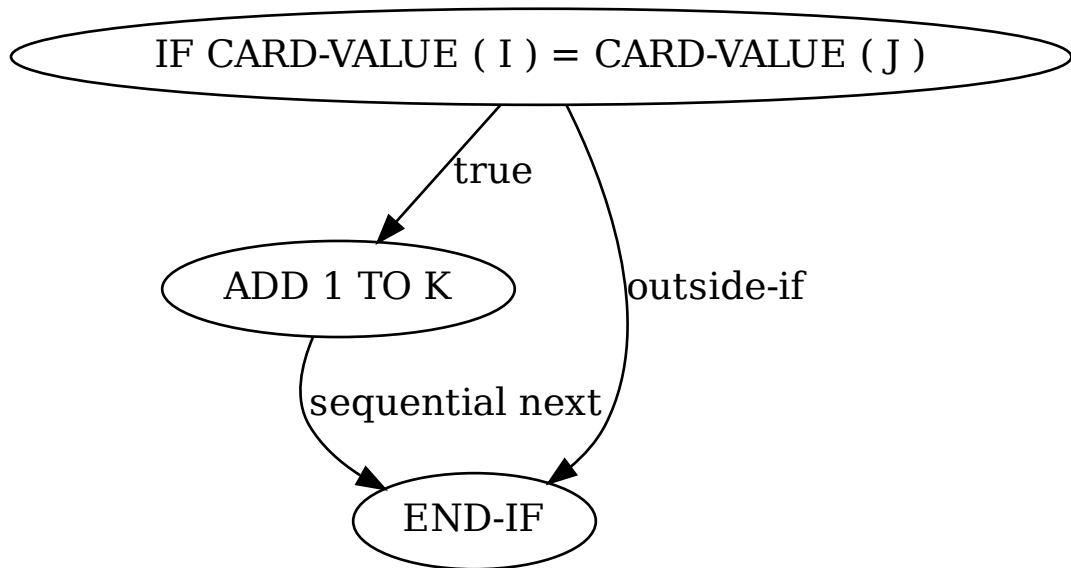 IF CARD-VALUE ( I ) = CARD-VALUE ( J )
true
ADD 1 TO K
outside-if
sequential next
END-IF